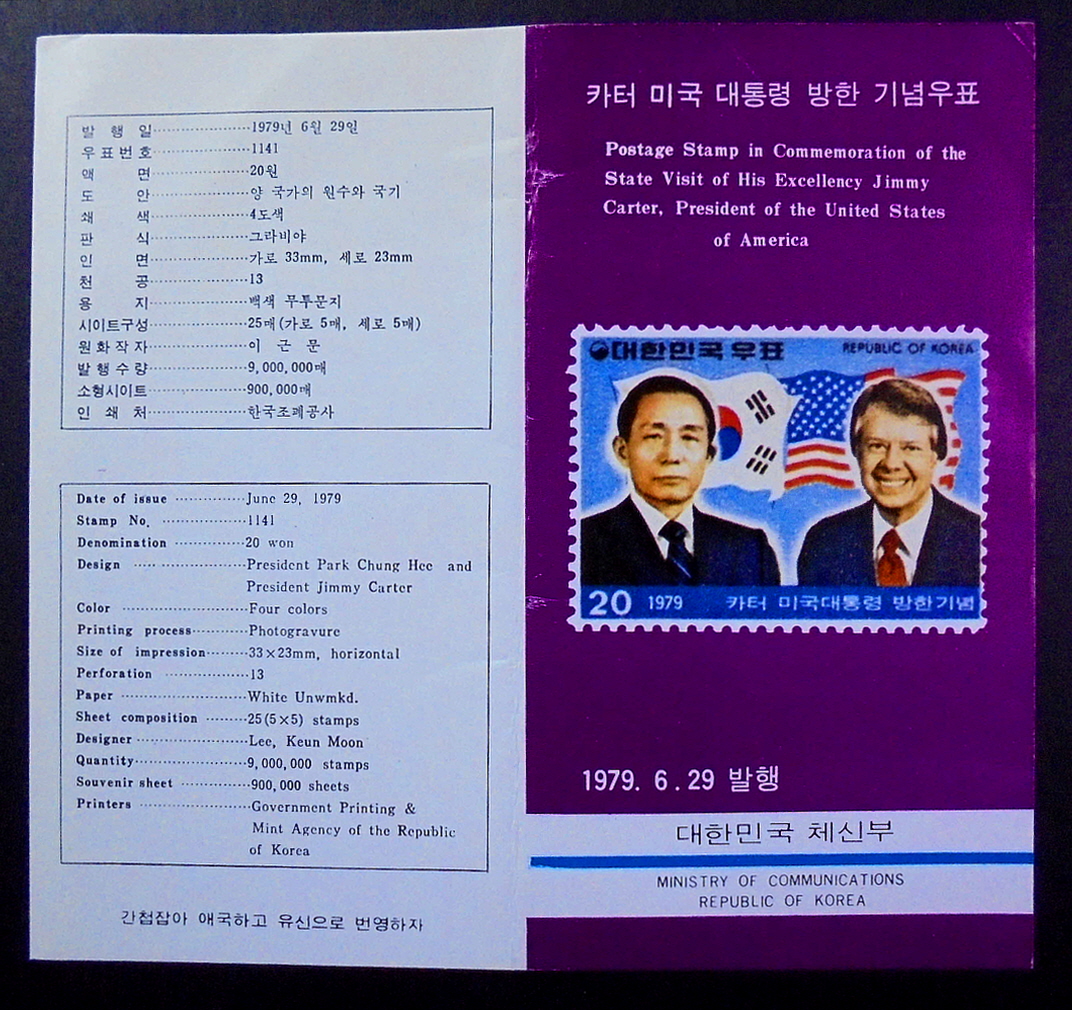 발 행 일 1979년 6월 29일
우표번호 1141
액 면 20원
도 안 양 국가의 원수와 국기
쇄 색 4도색
판 식 그라비야
인 면 가로 33mm, 세로 23mm
천 공 13
용 지 백색 무투문지
시이트구성 25매(가로 5매, 세로 5매)
원화작자 이 근 문
발행수량 9,000,000매
소형시이트 900,000매
인 쇄 처 한국조폐공사
Date of issue June 29, 1979
Stamp No. 1141
Denomination 20 won
Design President Park Chung Hee and
President Jimmy Carter
Color Four colors
Printing process Photogravure
Size of impression 33×23mm, horizontal
Perforation 13
Paper White Unwmkd.
Sheet composition 25(5×5) stamps
Designer Lee, Keun Moon
Quantity 9,000,000 stamps
Souvenir sheet 900,000 sheets
Printers Government Printing &
Mint Agency of the Republic
of Korea
간첩잡아 애국하고 유신으로 번영하자
카터 미국 대통령 방한 기념우표
Postage Stamp in Commemoration of the
State Visit of His Excellency Jimmy
Carter, President of the United States
of America
대한민국우표 REPUBLIC OF KOREA
20 1979 카터 미국대통령 방한기념
1979. 6. 29 발행
대한민국 체신부
MINISTRY OF COMMUNICATIONS
REPUBLIC OF KOREA